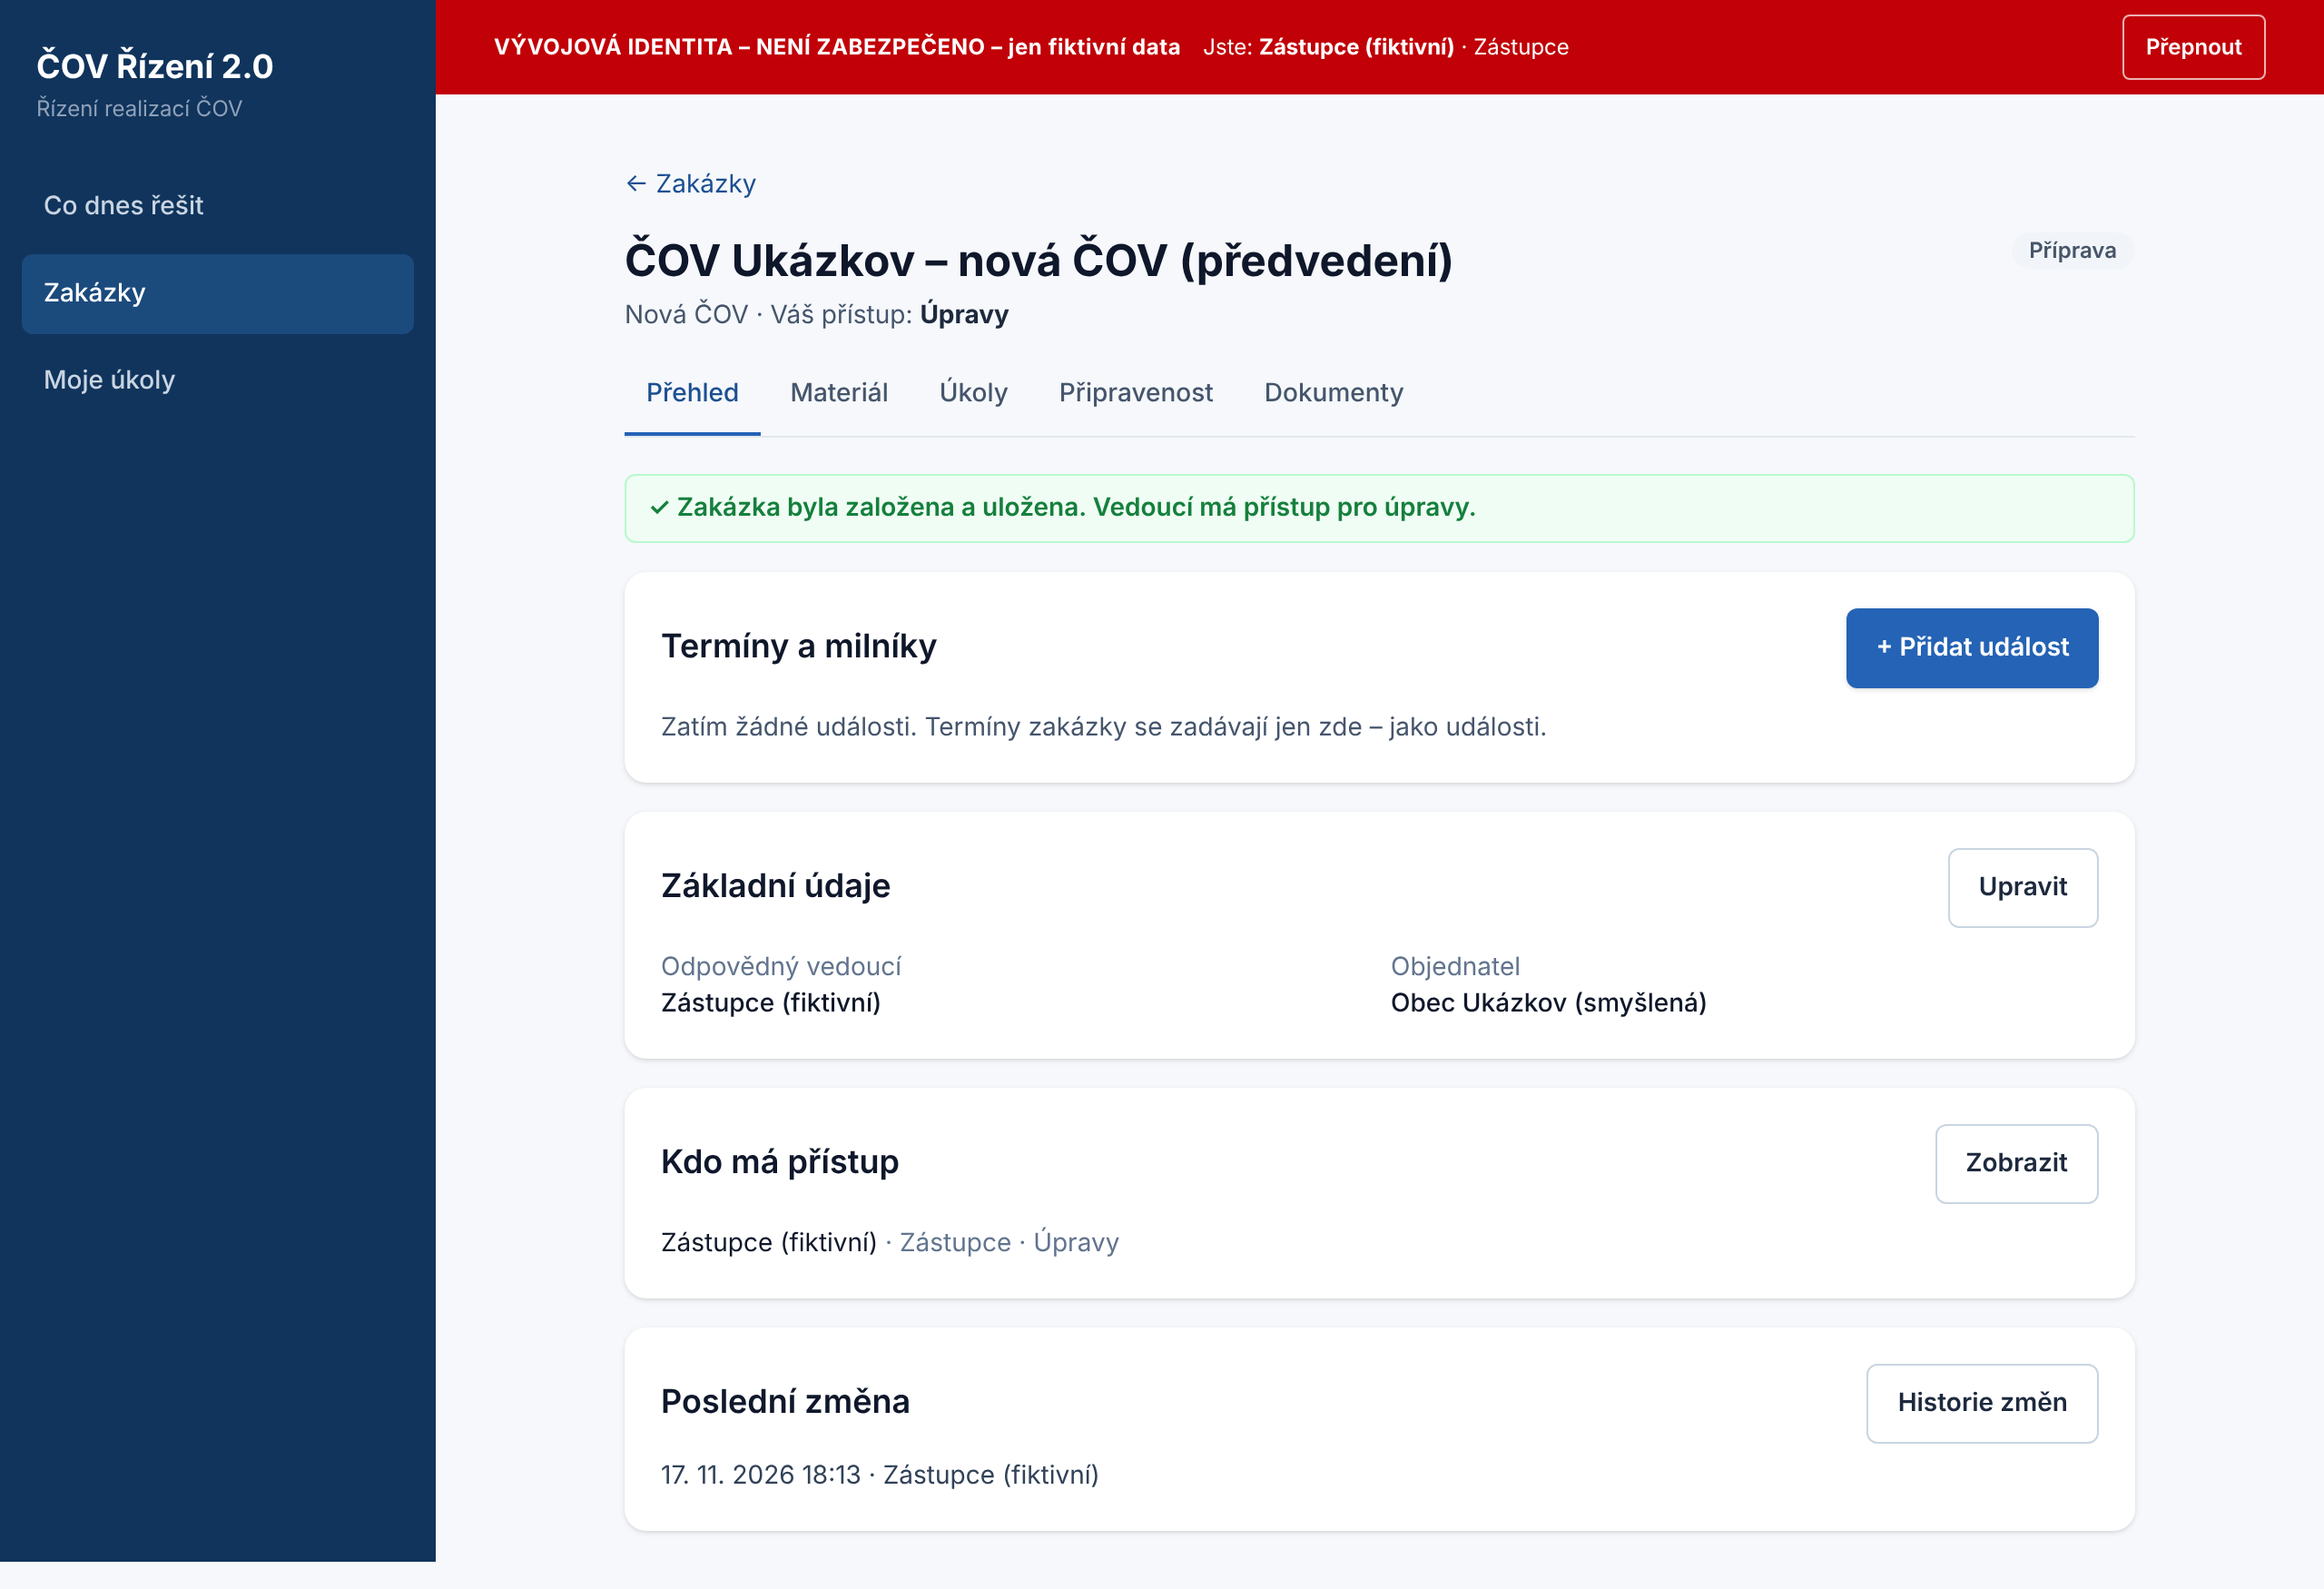 ČOV Řízení 2.0
Řízení realizací ČOV
Co dnes řešit
Zakázky
Moje úkoly
VÝVOJOVÁ IDENTITA – NENÍ ZABEZPEČENO – jen fiktivní data Jste: Zástupce (fiktivní) · Zástupce
Přepnout
← Zakázky
ČOV Ukázkov – nová ČOV (předvedení)
Příprava
Nová ČOV · Váš přístup: Úpravy
Přehled Materiál Úkoly Připravenost Dokumenty
✓ Zakázka byla založena a uložena. Vedoucí má přístup pro úpravy.
Termíny a milníky
+ Přidat událost
Zatím žádné události. Termíny zakázky se zadávají jen zde – jako události.
Základní údaje
Upravit
Odpovědný vedoucí
Zástupce (fiktivní)
Objednatel
Obec Ukázkov (smyšlená)
Kdo má přístup
Zobrazit
Zástupce (fiktivní) · Zástupce · Úpravy
Poslední změna
Historie změn
17. 11. 2026 18:13 · Zástupce (fiktivní)